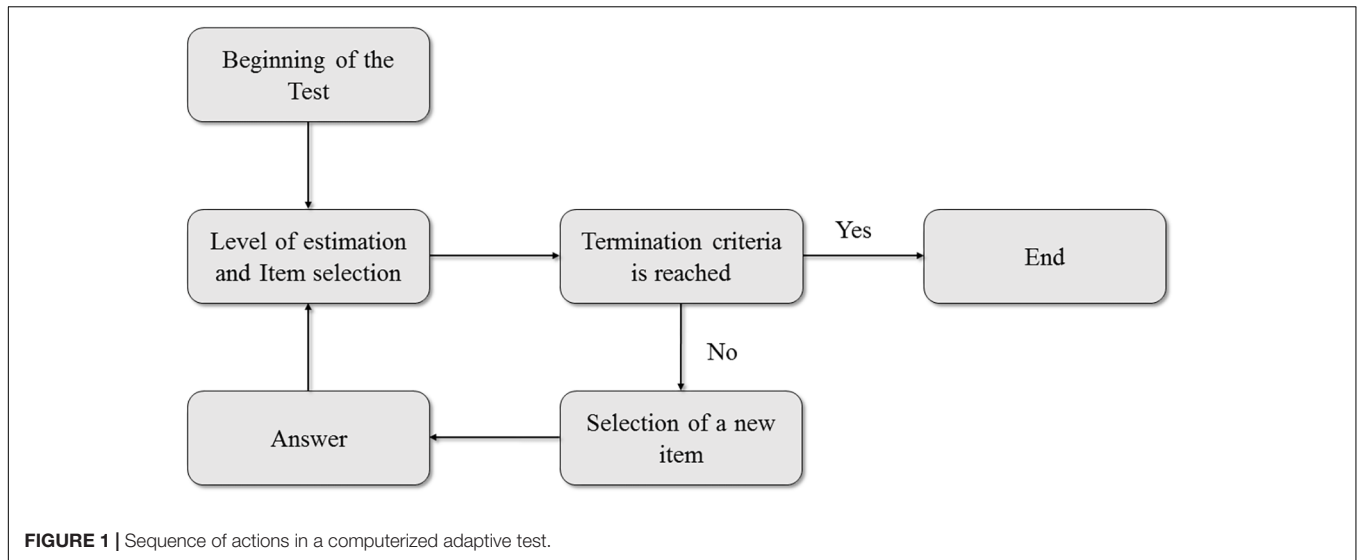 Beginning of the
Test
Level of estimation
and Item selection
Termination criteria
is reached
Yes
End
No
Answer
Selection of a new
item
FIGURE 1 | Sequence of actions in a computerized adaptive test.